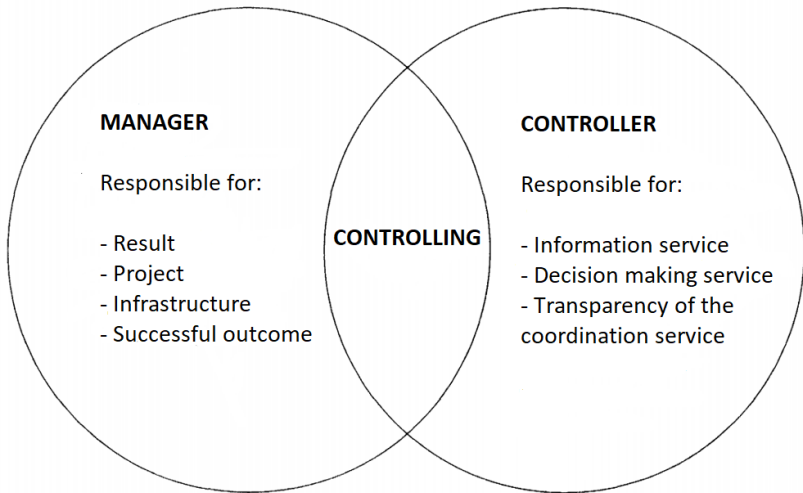 MANAGER
Responsible for:
- Result
- Project
- Infrastructure
- Successful outcome
CONTROLLING
CONTROLLER
Responsible for:
- Information service
- Decision making service
- Transparency of the
coordination service